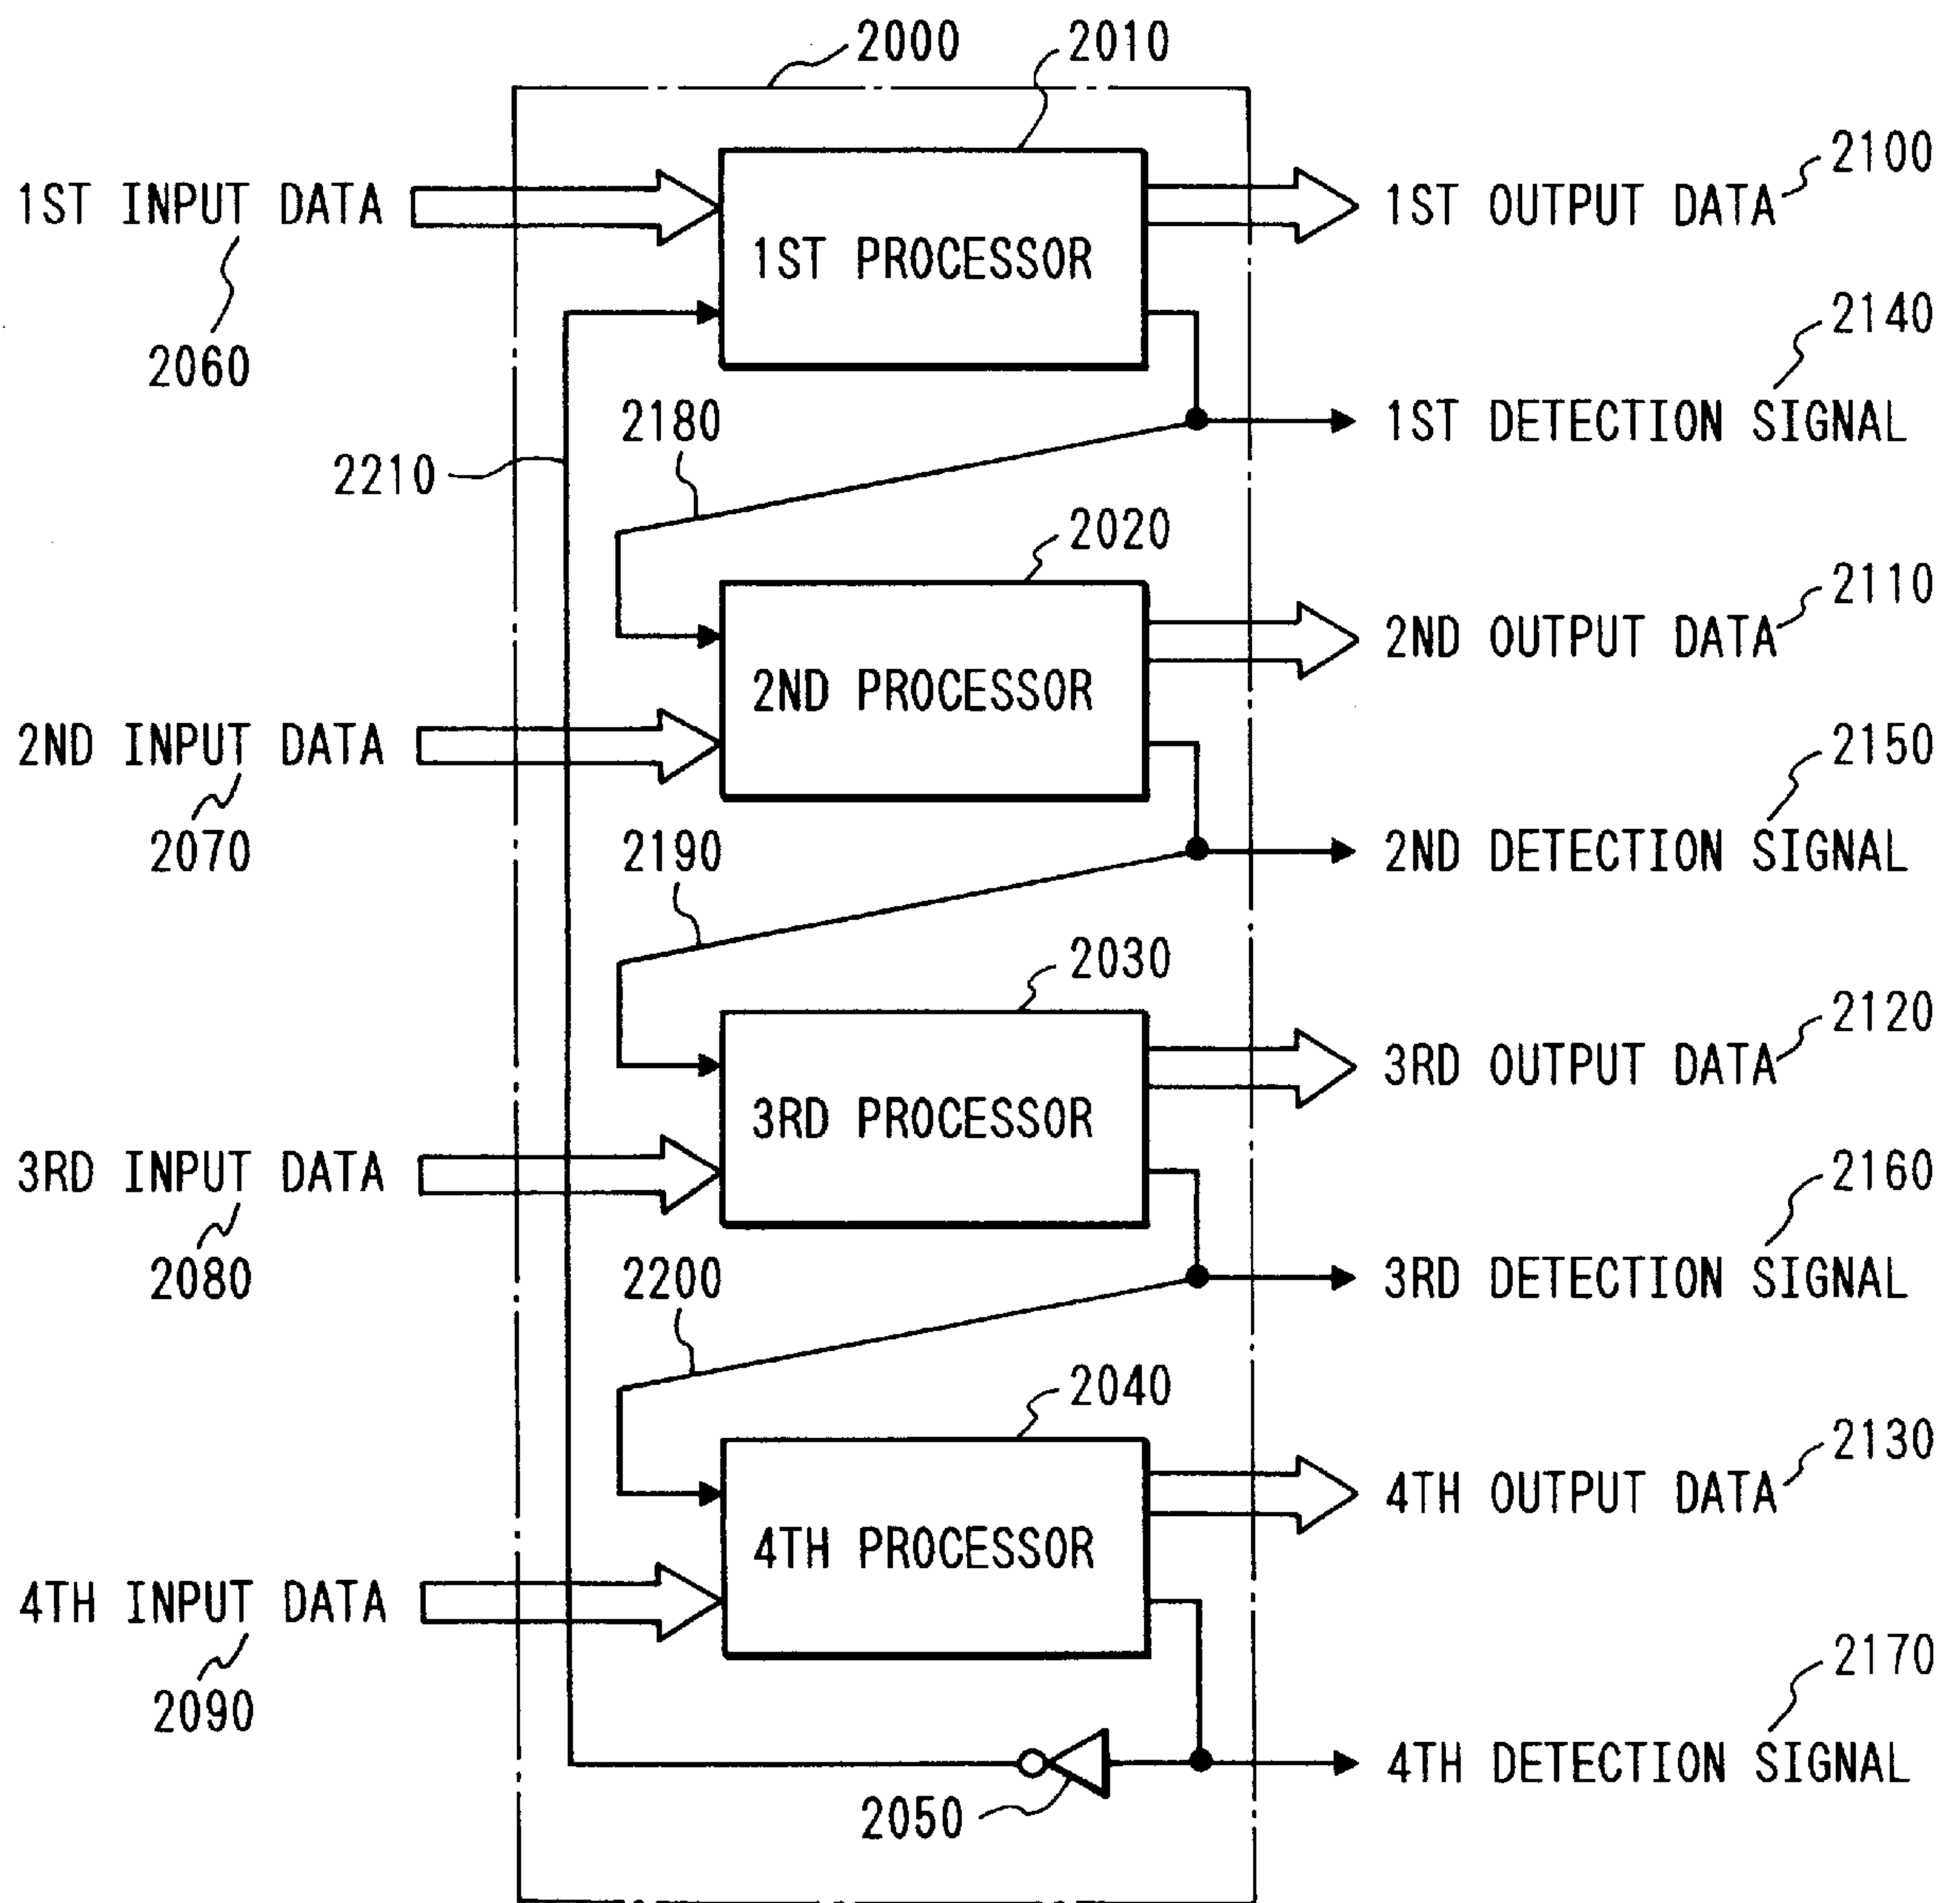 2000
2010
1ST INPUT DATA
2060
1ST PROCESSOR
1ST OUTPUT DATA
2100
2140
1ST DETECTION SIGNAL
2180
2210
2020
2ND PROCESSOR
2ND OUTPUT DATA
2110
2ND INPUT DATA
2070
2150
2ND DETECTION SIGNAL
2190
2030
3RD PROCESSOR
3RD OUTPUT DATA
2120
3RD INPUT DATA
2080
2160
3RD DETECTION SIGNAL
2200
2040
4TH PROCESSOR
4TH OUTPUT DATA
2130
4TH INPUT DATA
2090
2170
4TH DETECTION SIGNAL
2050